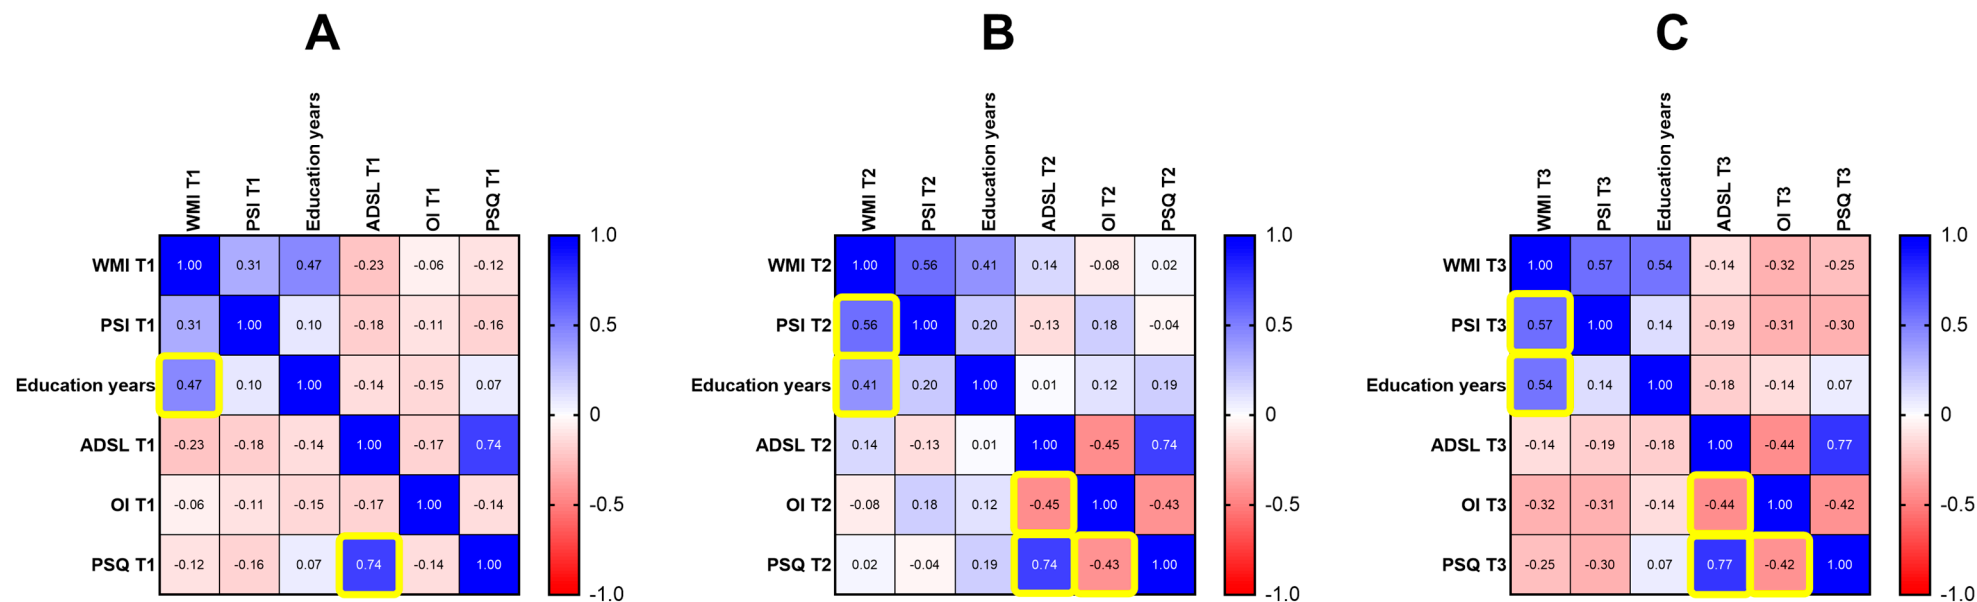 A
WMI T1
PSI T1
Education years
ADSL T1
OI T1
PSQ T1
WMI T1 1.00 0.31 0.47 -0.23 -0.06 -0.12
PSI T1 0.31 1.00 0.10 -0.18 -0.11 -0.16
Education years 0.47 0.10 1.00 -0.14 -0.15 0.07
ADSL T1 -0.23 -0.18 -0.14 1.00 -0.17 0.74
OI T1 -0.06 -0.11 -0.15 -0.17 1.00 -0.14
PSQ T1 -0.12 -0.16 0.07 0.74 -0.14 1.00
1.0
0.5
0
-0.5
-1.0
B
WMI T2
PSI T2
Education years
ADSL T2
OI T2
PSQ T2
WMI T2 1.00 0.56 0.41 0.14 -0.08 0.02
PSI T2 0.56 1.00 0.20 -0.13 0.18 -0.04
Education years 0.41 0.20 1.00 0.01 0.12 0.19
ADSL T2 0.14 -0.13 0.01 1.00 -0.45 0.74
OI T2 -0.08 0.18 0.12 -0.45 1.00 -0.43
PSQ T2 0.02 -0.04 0.19 0.74 -0.43 1.00
1.0
0.5
0
-0.5
-1.0
C
WMI T3
PSI T3
Education years
ADSL T3
OI T3
PSQ T3
WMI T3 1.00 0.57 0.54 -0.14 -0.32 -0.25
PSI T3 0.57 1.00 0.14 -0.19 -0.31 -0.30
Education years 0.54 0.14 1.00 -0.18 -0.14 0.07
ADSL T3 -0.14 -0.19 -0.18 1.00 -0.44 0.77
OI T3 -0.32 -0.31 -0.14 -0.44 1.00 -0.42
PSQ T3 -0.25 -0.30 0.07 0.77 -0.42 1.00
1.0
0.5
0
-0.5
-1.0